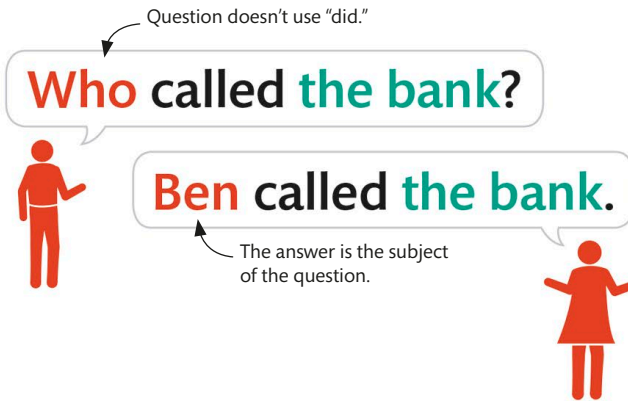 Question doesn’t use “did.”
Who called the bank?
Ben called the bank.
The answer is the subject
of the question.